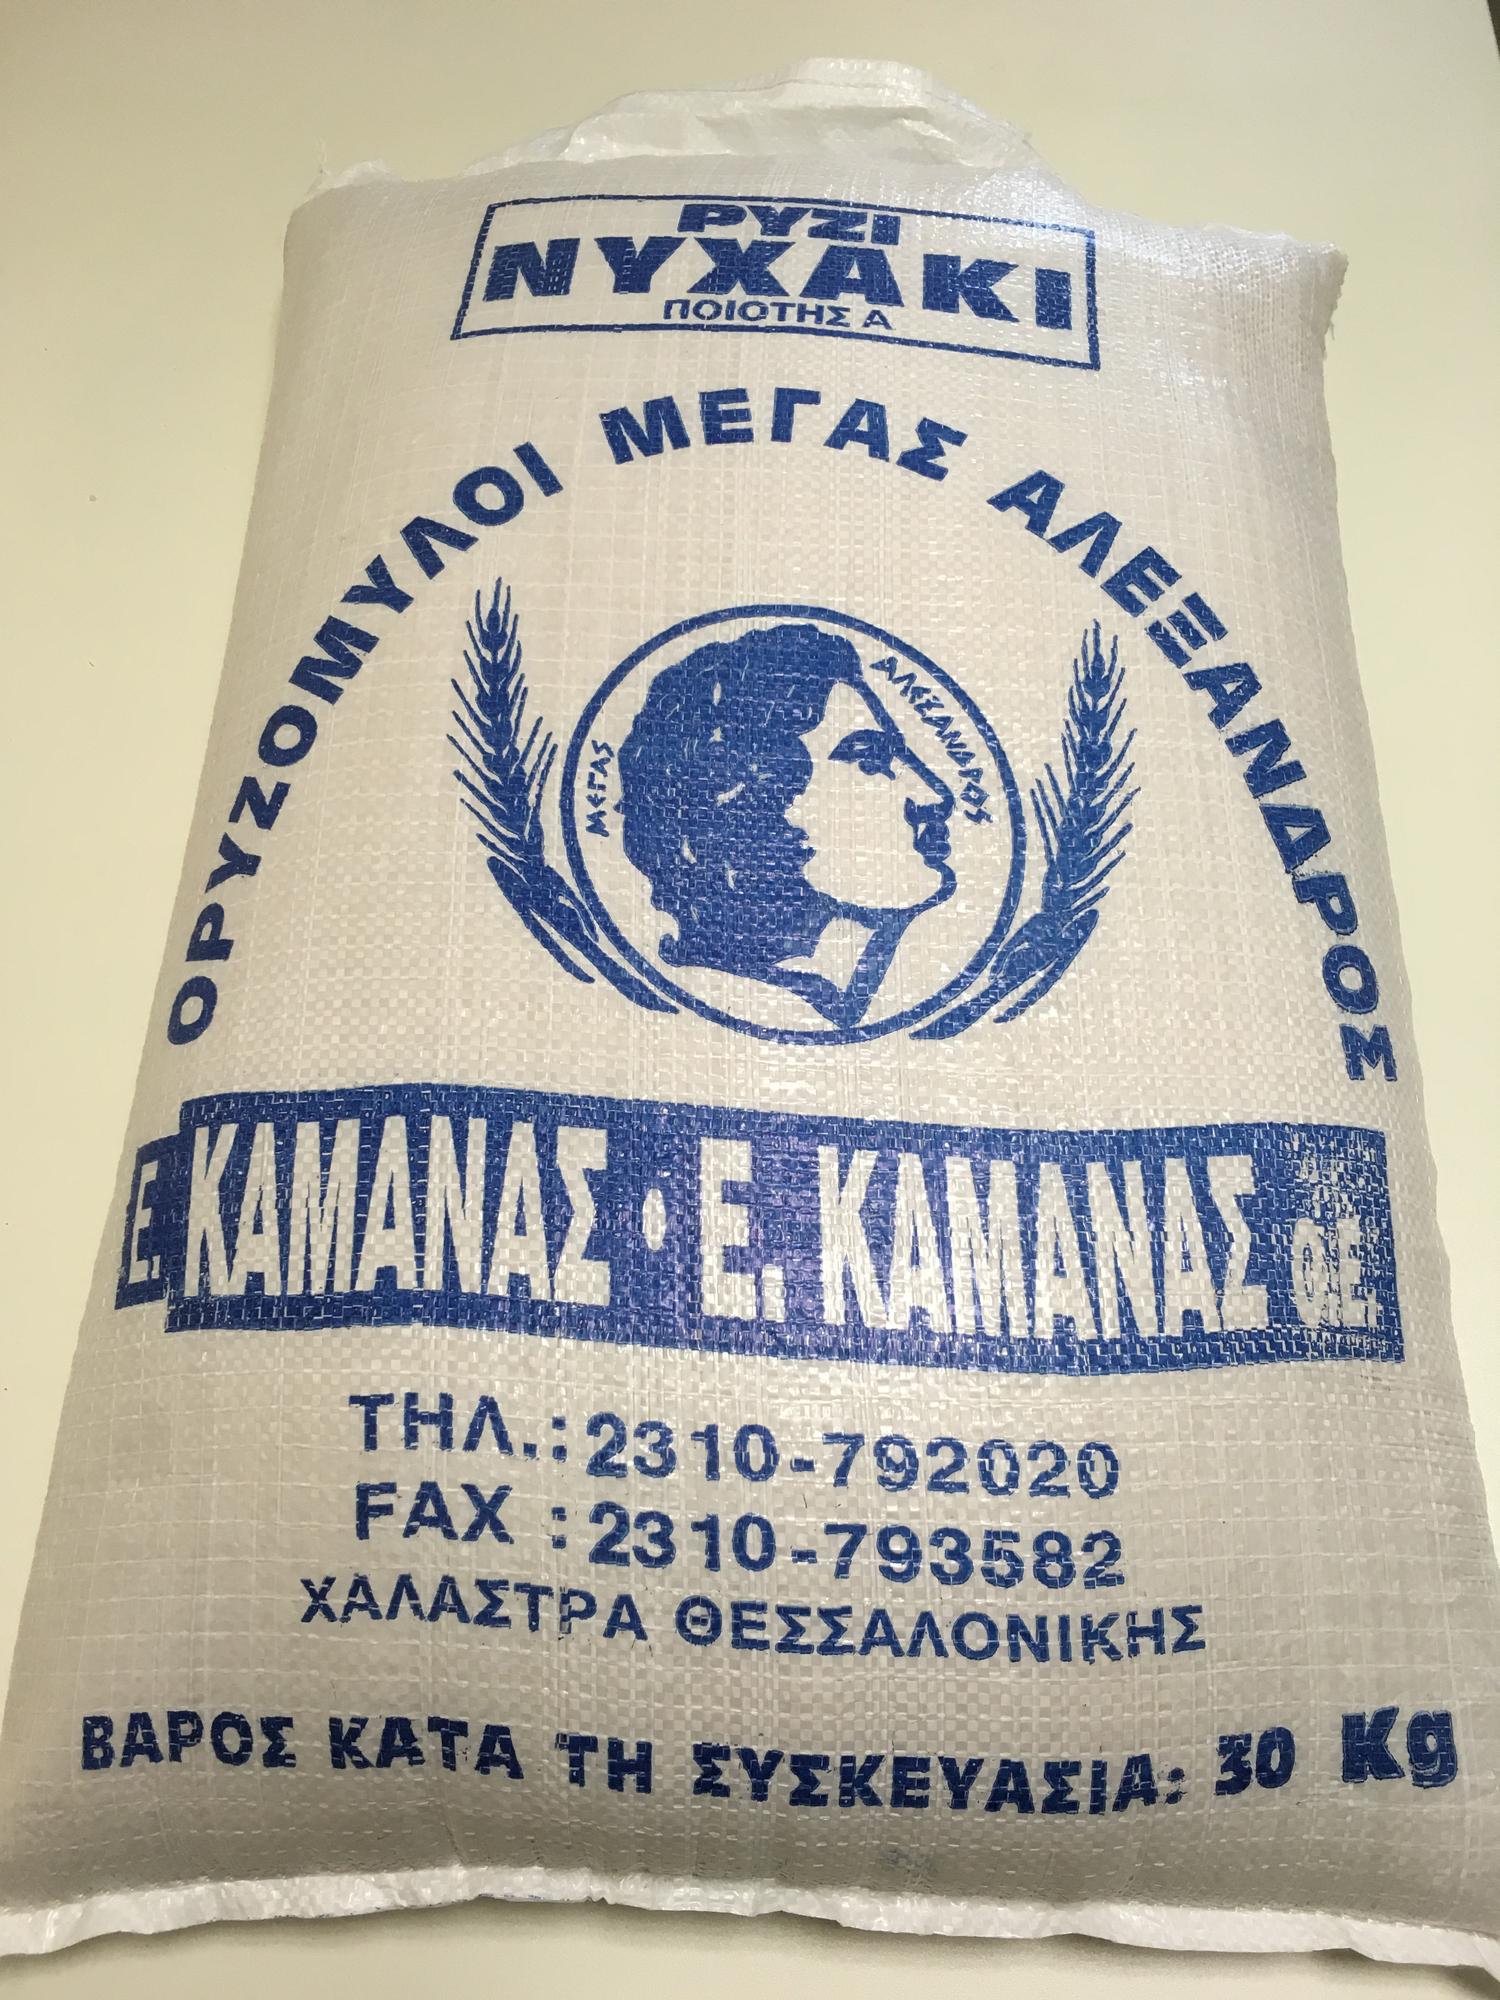 ΡΥΖΙ
ΝΥΧΑΚΙ
ΠΟΙΟΤΗΣ Α
ΟΡΥΖΟΜΥΛΟΙ ΜΕΓΑΣ ΑΛΕΞΑΝΔΡΟΣ
ΜΕΓΑΣ ΑΛΕΞΑΝΔΡΟΣ
Ε. ΚΑΜΑΝΑΣ • Ε. ΚΑΜΑΝΑΣ Ο.Ε.
ΤΗΛ.: 2310-792020
FAX : 2310-793582
ΧΑΛΑΣΤΡΑ ΘΕΣΣΑΛΟΝΙΚΗΣ
ΒΑΡΟΣ ΚΑΤΑ ΤΗ ΣΥΣΚΕΥΑΣΙΑ: 30 Kg